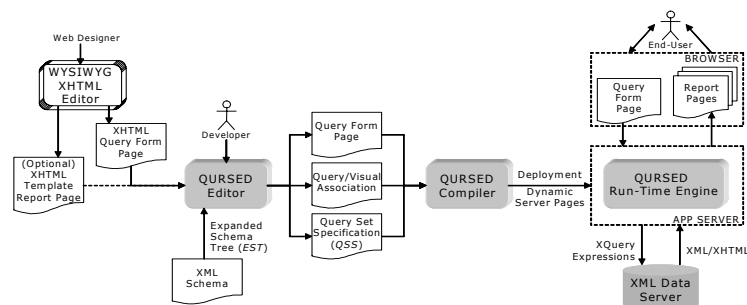 Web Designer
WYSIWYG
XHTML
Editor
XHTML
Query Form
Page
(Optional)
XHTML
Template
Report Page
Developer
QURSED
Editor
Expanded
Schema
Tree (EST)
XML
Schema
Query Form
Page
Query/Visual
Association
Query Set
Specification
(QSS)
QURSED
Compiler
Deployment
Dynamic
Server Pages
End-User
BROWSER
Query
Form
Page
Report
Pages
QURSED
Run-Time Engine
APP SERVER
XQuery
Expressions
XML/XHTML
XML Data
Server